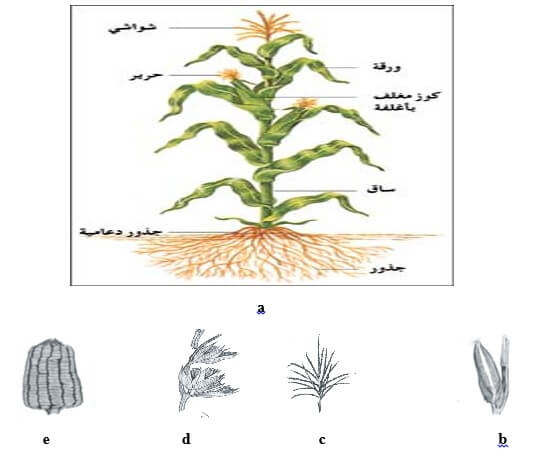 شواشي
ورقة
حرير
كوز مغلف
بأغلفة
ساق
جذور دعامية
جذور
a
e
d
c
b